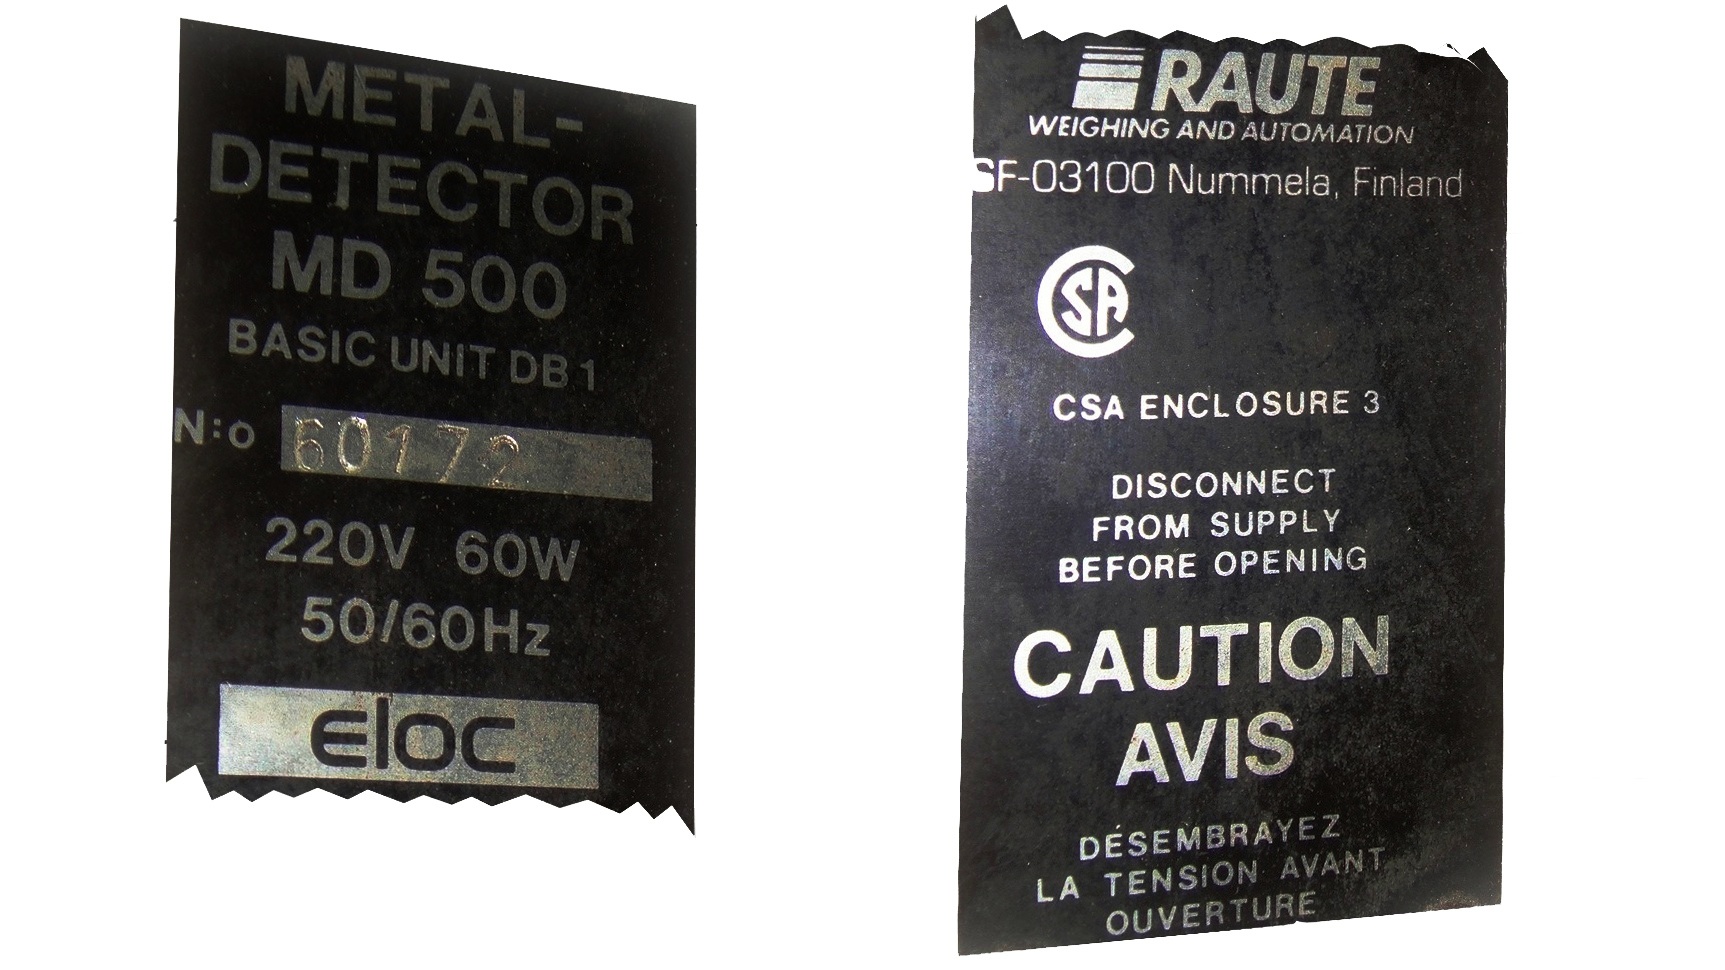 METAL-
DETECTOR
MD 500
BASIC UNIT DB 1
N:o 60172
220V 60W
50/60Hz
eloc
RAUTE
WEIGHING AND AUTOMATION
SF-03100 Nummela, Finland
CSA
CSA ENCLOSURE 3
DISCONNECT
FROM SUPPLY
BEFORE OPENING
CAUTION
AVIS
DÉSEMBRAYEZ
LA TENSION AVANT
OUVERTURE